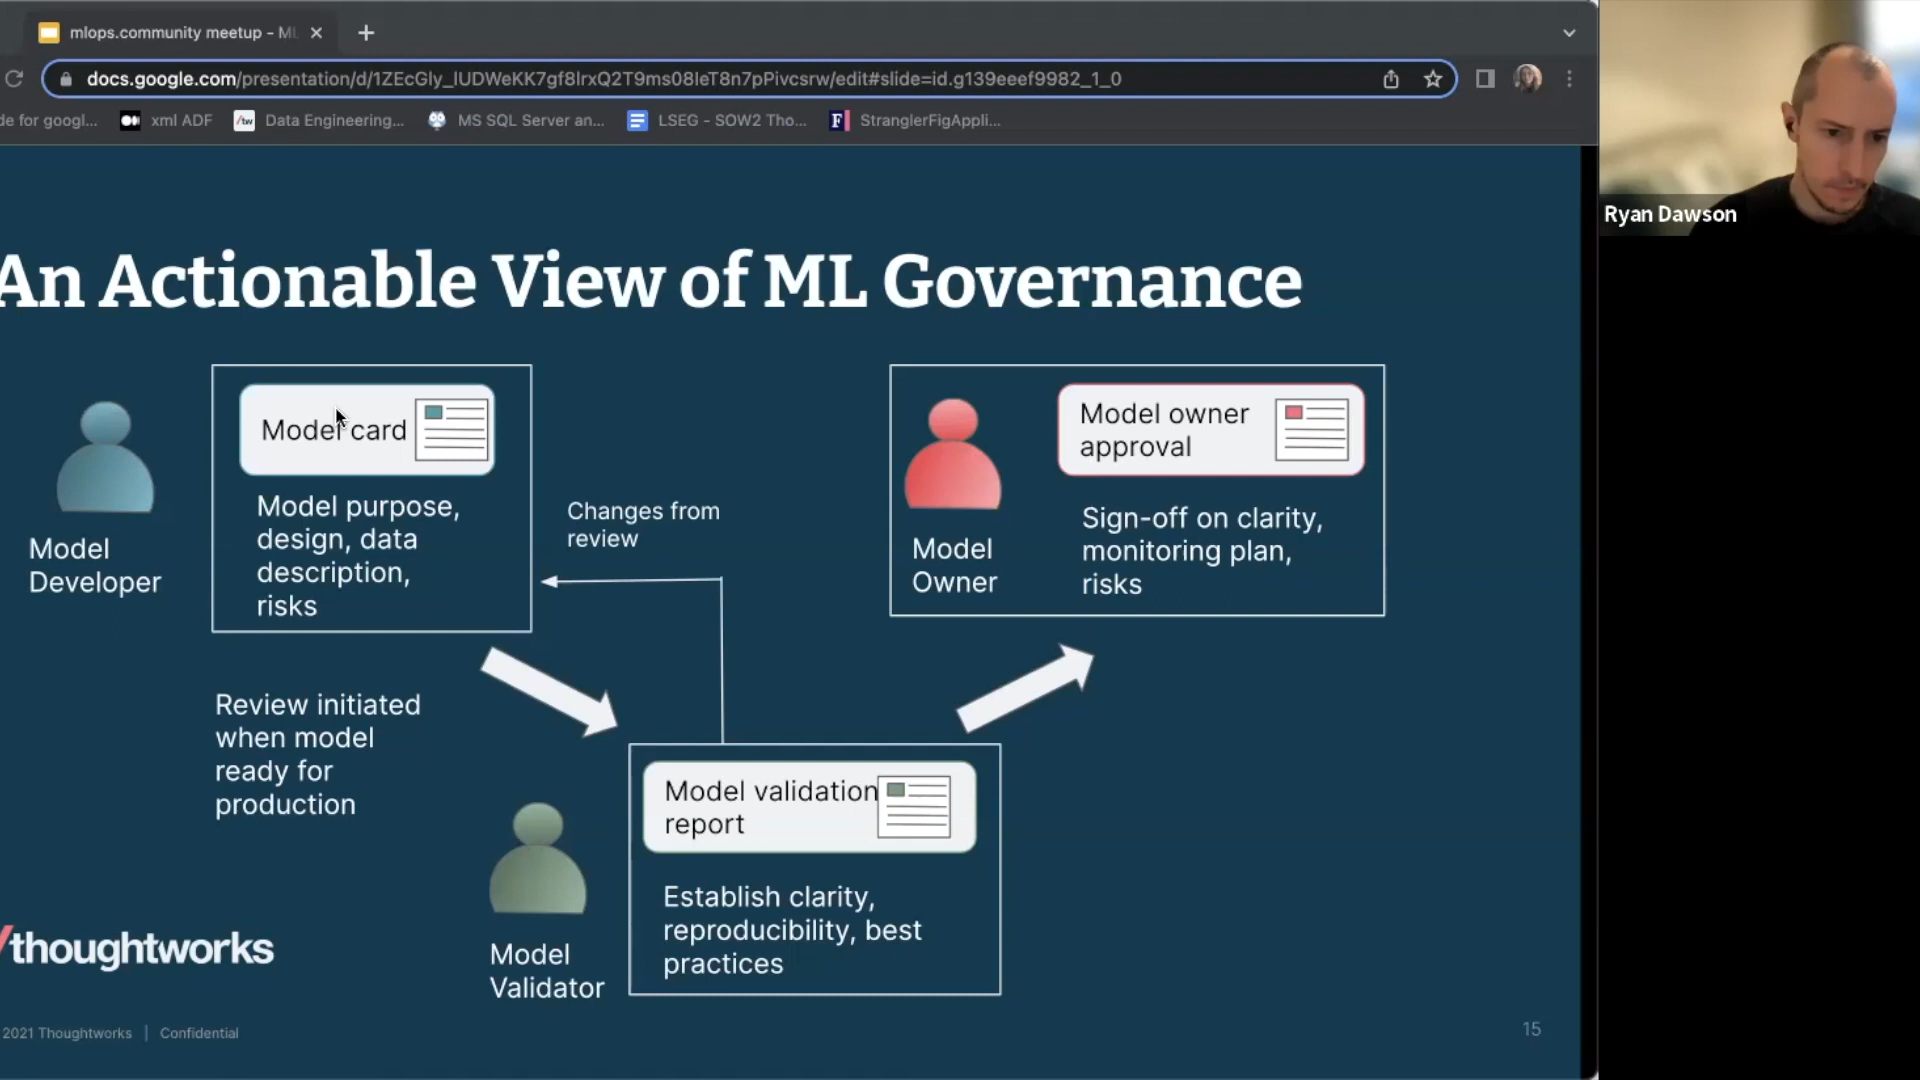 mlops.community meetup - ML
docs.google.com/presentation/d/1ZEcGly_lUDWeKK7gf8lrxQ2T9ms08leT8n7pPivcsrw/edit#slide=id.g139eeef9982_1_0
de for googl...
xml ADF
/tw
Data Engineering...
MS SQL Server an...
LSEG - SOW2 Tho...
F
StranglerFigAppli...
Ryan Dawson
An Actionable View of ML Governance
Model
Developer
Model card
Model purpose,
design, data
description,
risks
Changes from
review
Model
Owner
Model owner
approval
Sign-off on clarity,
monitoring plan,
risks
Review initiated
when model
ready for
production
Model
Validator
Model validation
report
Establish clarity,
reproducibility, best
practices
/thoughtworks
2021 Thoughtworks | Confidential
15